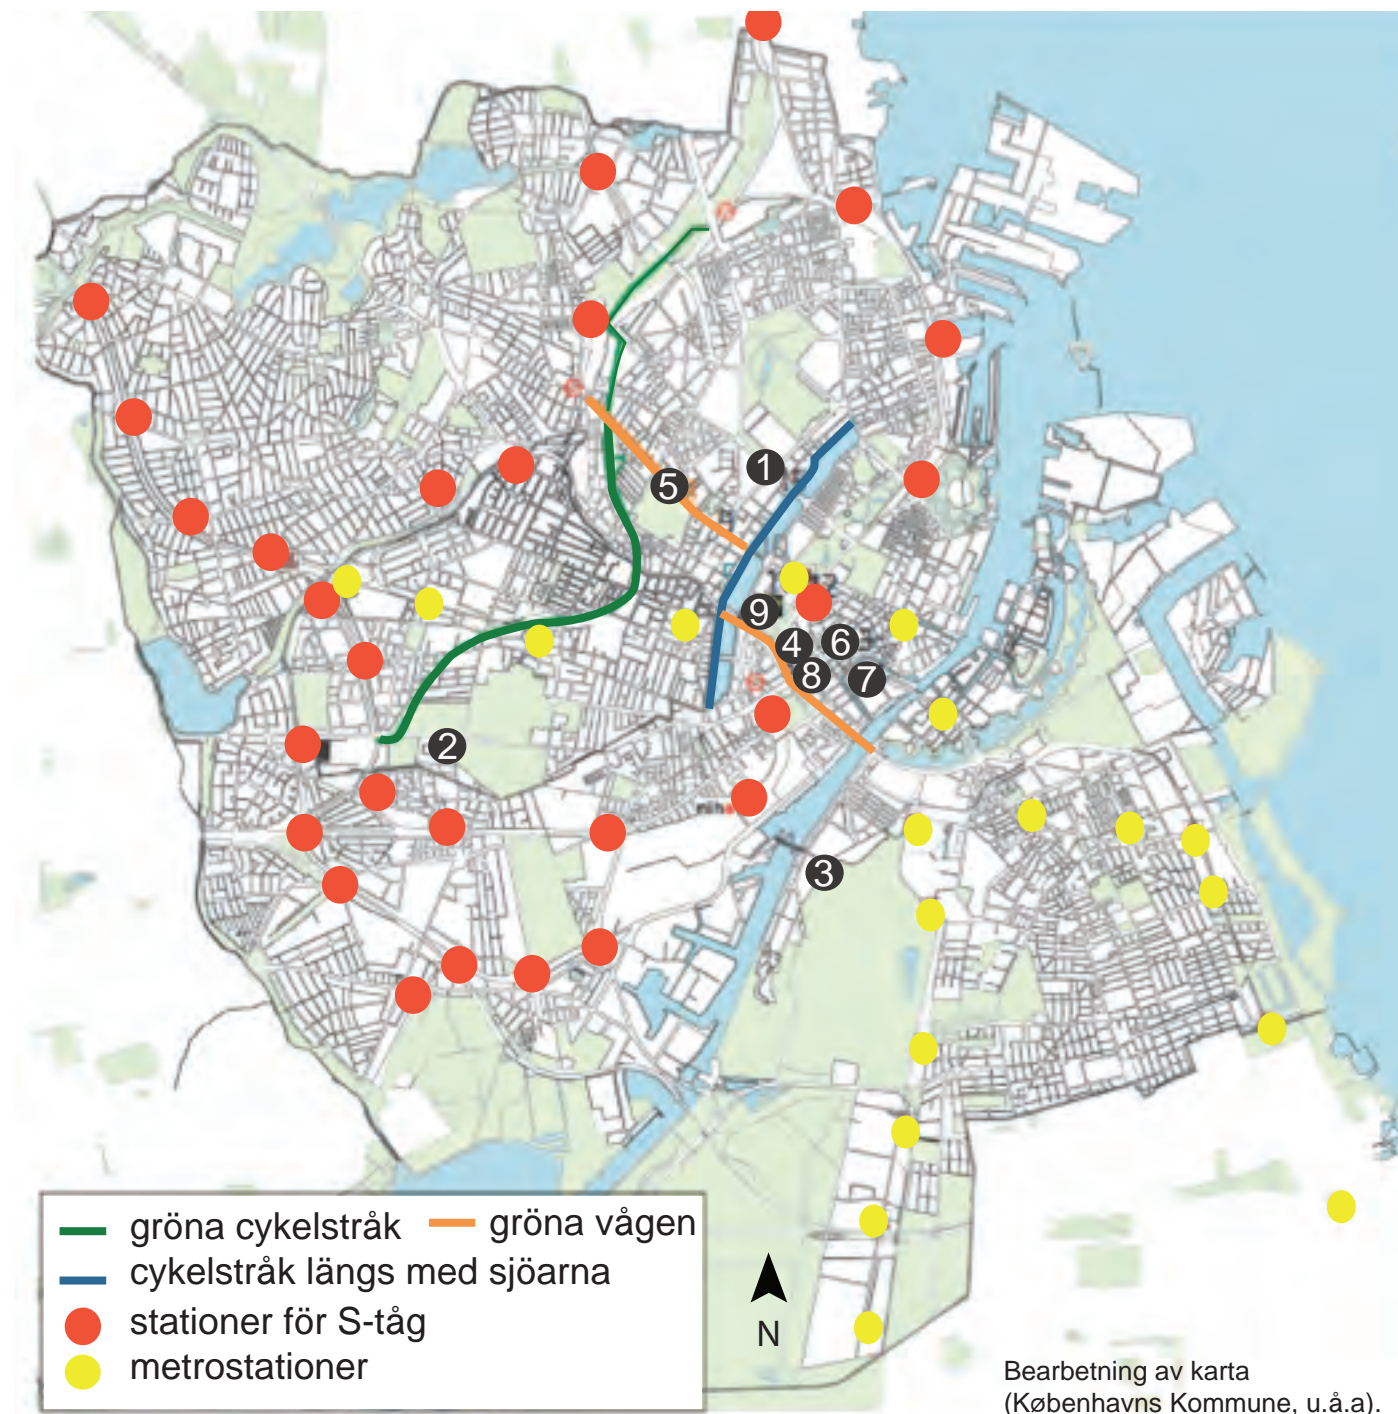 1
5
2
9
4
6
8
7
3
gröna cykelstråk
gröna vågen
cykelstråk längs med sjöarna
stationer för S-tåg
metrostationer
N
Bearbetning av karta
(Københavns Kommune, u.å.a).